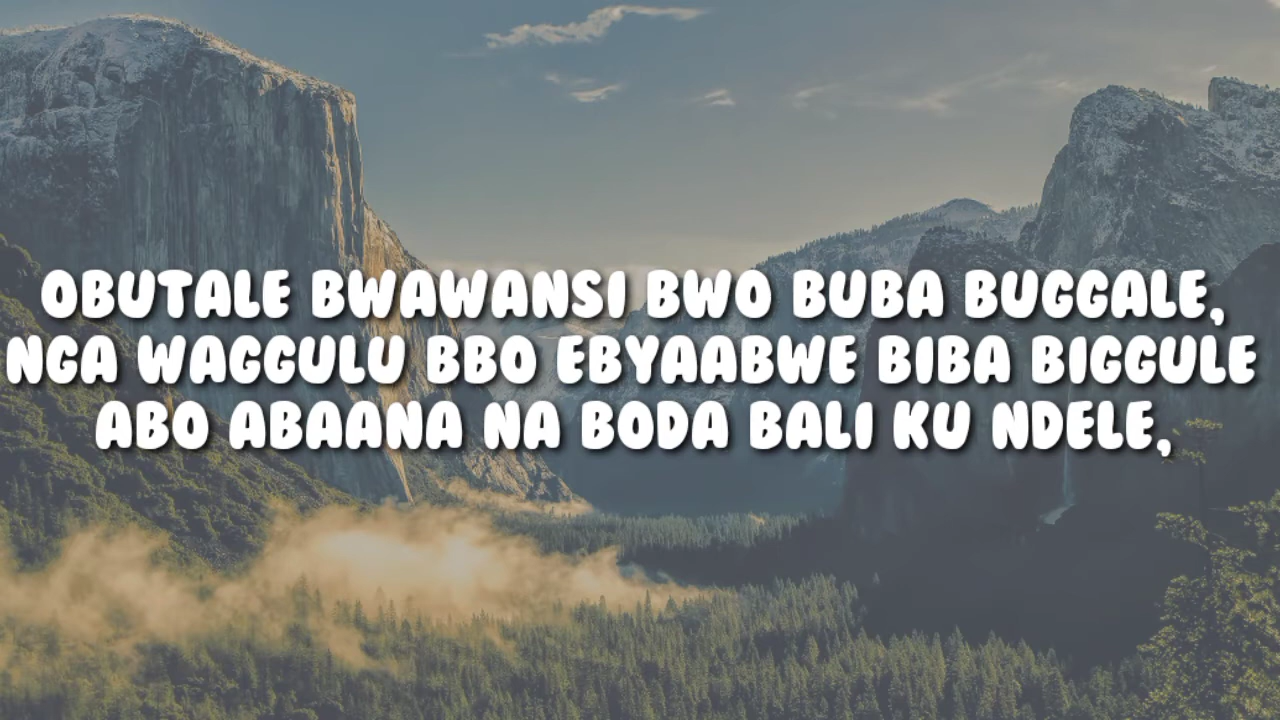 OBUTALE BWAWANSI BWO BUBA BUGGALE,
NGA WAGGULU BBO EBYAABWE BIBA BIGGULE
ABO ABAANA NA BODA BALI KU NDELE,